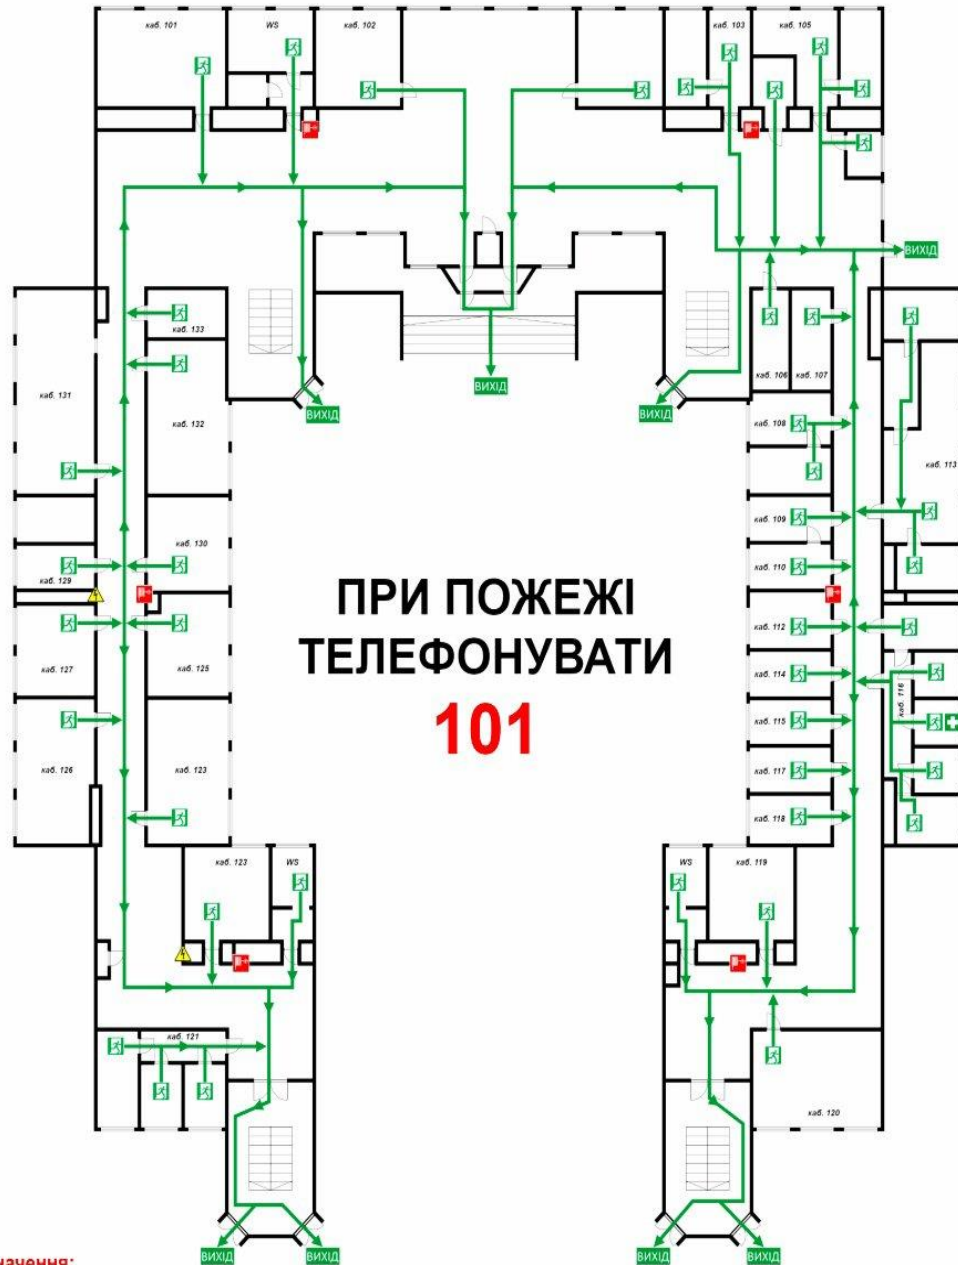 каб. 101
WS
каб. 102
каб. 103
каб. 105
ВИХІД
каб. 133
каб. 106
каб. 107
ВИХІД
ВИХІД
ВИХІД
каб. 131
каб. 132
каб. 108
каб. 113
каб. 109
каб. 130
каб. 110
каб. 129
ПРИ ПОЖЕЖІ
ТЕЛЕФОНУВАТИ
101
каб. 112
каб. 127
каб. 125
каб. 114
каб. 116
каб. 115
каб. 126
каб. 123
каб. 117
каб. 118
каб. 123
WS
WS
каб. 119
каб. 121
каб. 120
ВИХІД
ВИХІД
ВИХІД
ВИХІД